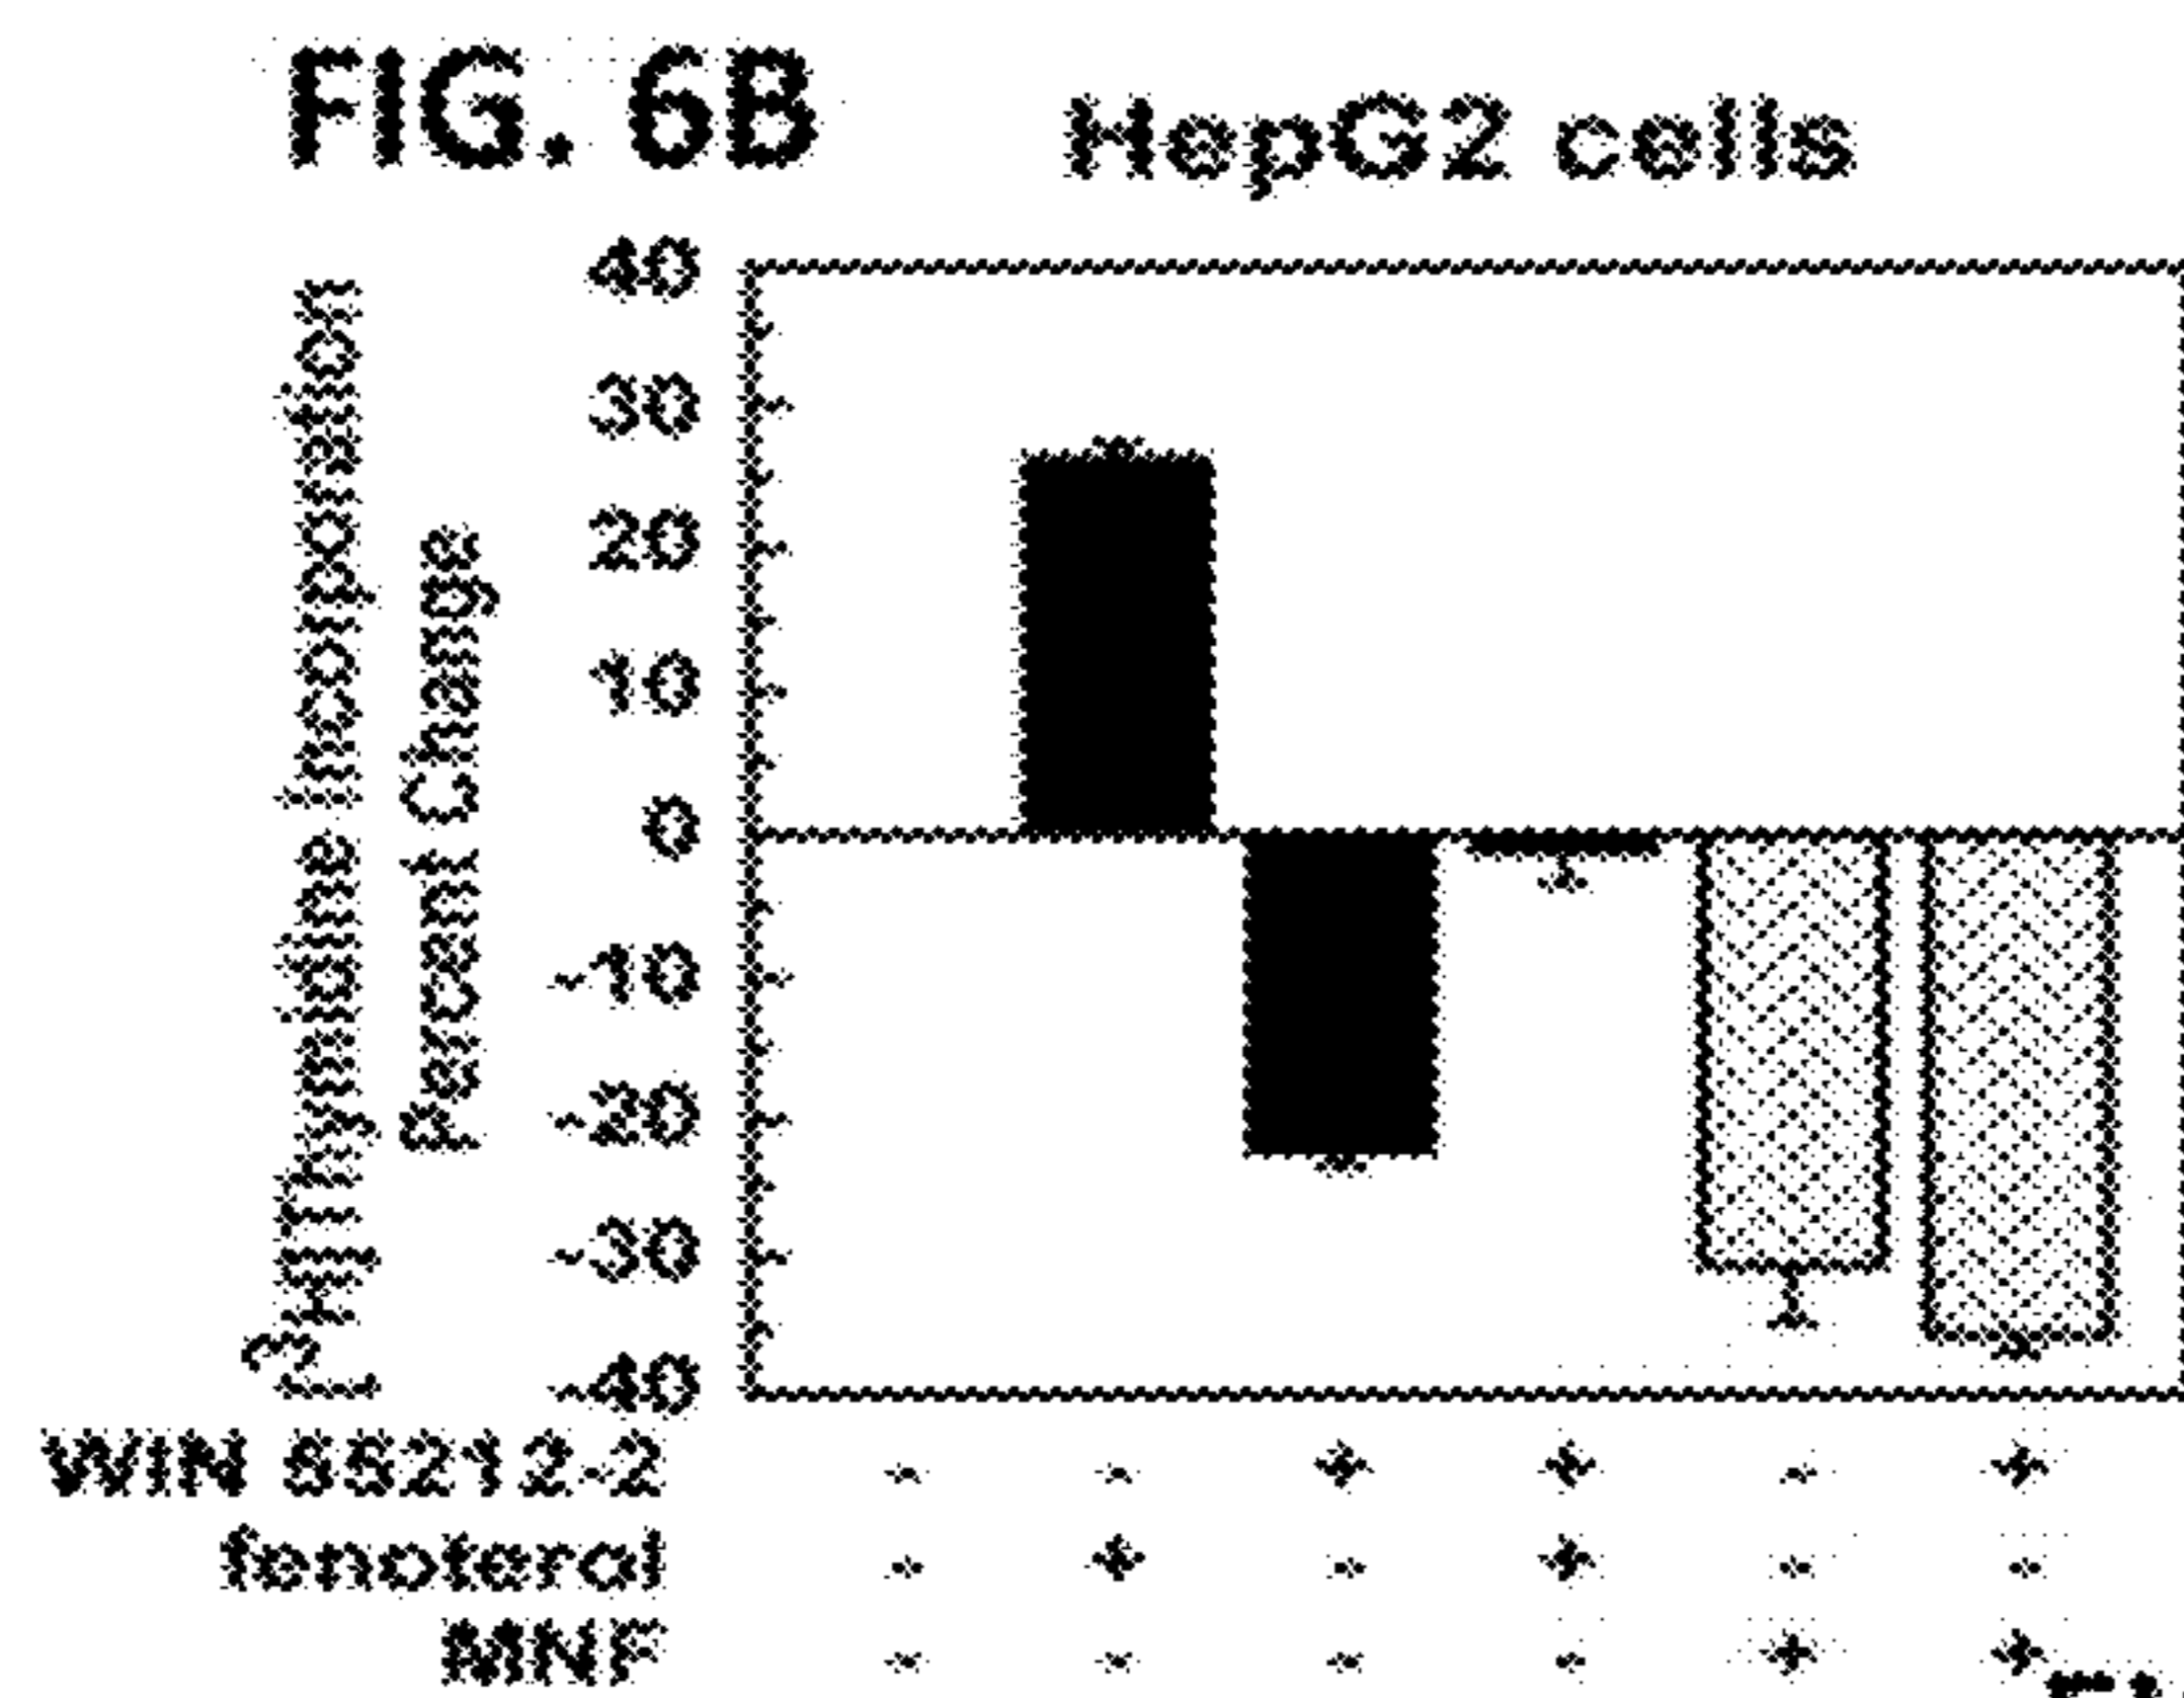 FIG. 6B
HepG2 cells
[3H]Thymidine Incorporation
Percent Change
40
30
20
10
0
-10
-20
-30
-40
WIN 55212-2 - - + + - +
fenoterol - + - + - -
MNF - - - - + +